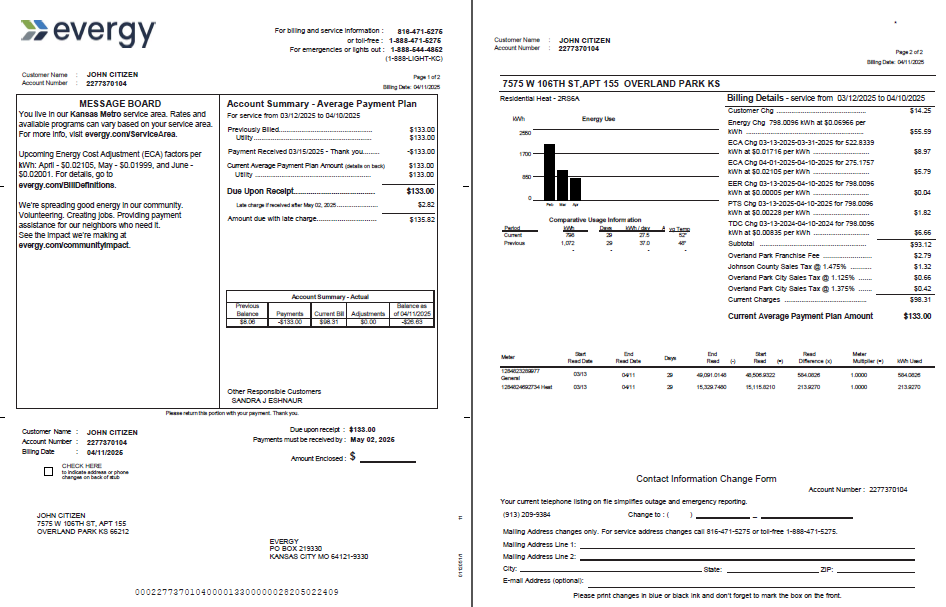 evergy
For billing and service information : 816-471-5275
or toll-free : 1-888-471-5275
For emergencies or lights out : 1-888-544-4852
(1-888-LIGHT-KC)
Customer Name : JOHN CITIZEN
Account Number : 2277370104
Page 1 of 2
Billing Date: 04/11/2025
MESSAGE BOARD
You live in our Kansas Metro service area. Rates and
available programs can vary based on your service area.
For more info, visit evergy.com/ServiceArea.
Upcoming Energy Cost Adjustment (ECA) factors per
kWh: April - $0.02105, May - $0.01999, and June -
$0.02001. For details, go to
evergy.com/BillDefinitions.
We're spreading good energy in our community.
Volunteering. Creating jobs. Providing payment
assistance for our neighbors who need it.
See the impact we're making at
evergy.com/communityimpact.
Account Summary - Average Payment Plan
For service from 03/12/2025 to 04/10/2025
Previously Billed $133.00
Utility $133.00
Payment Received 03/15/2025 - Thank you -$133.00
Current Average Payment Plan Amount (details on back) $133.00
Utility $133.00
Due Upon Receipt $133.00
Late charge if received after May 02, 2025 $2.82
Amount due with late charge $135.82
Account Summary - Actual
Previous Balance Payments Current Bill Adjustments Balance as of 04/11/2025
$8.06 -$133.00 $98.31 $0.00 -$26.63
Other Responsible Customers
SANDRA J ESHNAUR
Please return this portion with your payment. Thank you.
Customer Name : JOHN CITIZEN
Account Number : 2277370104
Billing Date : 04/11/2025
Due upon receipt : $133.00
Payments must be received by : May 02, 2025
Amount Enclosed : $
CHECK HERE
to indicate address or phone
changes on back of stub
JOHN CITIZEN
7575 W 106TH ST, APT 155
OVERLAND PARK KS 66212
EVERGY
PO BOX 219330
KANSAS CITY MO 64121-9330
Customer Name : JOHN CITIZEN
Account Number : 2277370104
Page 2 of 2
Billing Date: 04/11/2025
7575 W 106TH ST,APT 155 OVERLAND PARK KS
Residential Heat - 2RS6A
kWh Energy Use
2550
1700
850
0
Feb Mar Apr
Comparative Usage Information
Period kWh Days kWh / day A vg Temp
Current 798 29 27.5 52°
Previous 1,072 29 37.0 48°
Billing Details - service from 03/12/2025 to 04/10/2025
Customer Chg $14.25
Energy Chg 798.0096 kWh at $0.06966 per
kWh $55.59
ECA Chg 03-13-2025-03-31-2025 for 522.8339
kWh at $0.01716 per kWh $8.97
ECA Chg 04-01-2025-04-10-2025 for 275.1757
kWh at $0.02105 per kWh $5.79
EER Chg 03-13-2025-04-10-2025 for 798.0096
kWh at $0.00005 per kWh $0.04
PTS Chg 03-13-2025-04-10-2025 for 798.0096
kWh at $0.00228 per kWh $1.82
TDC Chg 03-13-2024-04-10-2024 for 798.0096
kWh at $0.00835 per kWh $6.66
Subtotal $93.12
Overland Park Franchise Fee $2.79
Johnson County Sales Tax @ 1.475% $1.32
Overland Park City Sales Tax @ 1.125% $0.66
Overland Park City Sales Tax @ 1.375% $0.42
Current Charges $98.31
Current Average Payment Plan Amount $133.00
Meter Start Read Date End Read Date Days End Read (-) Start Read (=) Read Difference (x) Meter Multiplier (=) kWh Used
General 03/13 04/11 29 49,091.0148 48,506.9322 584.0826 1.0000 584.0826
Heat 03/13 04/11 29 15,329.7480 15,115.8210 213.9270 1.0000 213.9270
Contact Information Change Form
Account Number : 2277370104
Your current telephone listing on file simplifies outage and emergency reporting.
(913) 209-9384 Change to : ( ) –
Mailing Address changes only. For service address changes call 816-471-5275 or toll-free 1-888-471-5275.
Mailing Address Line 1:
Mailing Address Line 2:
City: State: ZIP:
E-mail Address (optional):
Please print changes in blue or black ink and don't forget to mark the box on the front.